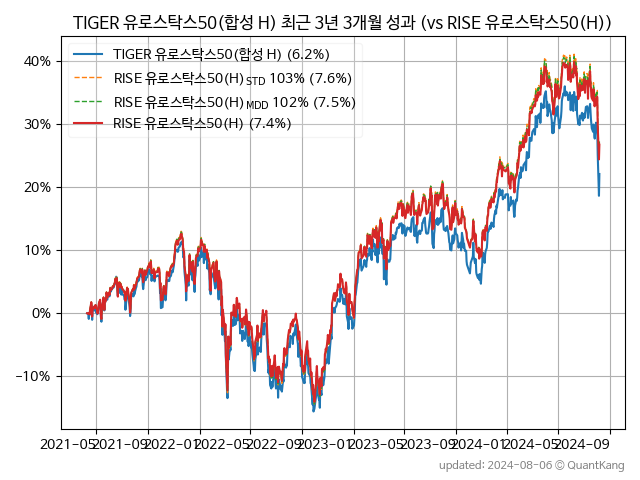 TIGER 유로스탁스50(합성 H) 최근 3년 3개월 성과 (vs RISE 유로스탁스50(H))
TIGER 유로스탁스50(합성 H) (6.2%)
RISE 유로스탁스50(H) STD 103% (7.6%)
RISE 유로스탁스50(H) MDD 102% (7.5%)
RISE 유로스탁스50(H) (7.4%)
40%
30%
20%
10%
0%
−10%
2021-05 2021-09 2022-01 2022-05 2022-09 2023-01 2023-05 2023-09 2024-01 2024-05 2024-09
updated: 2024-08-06 © QuantKang